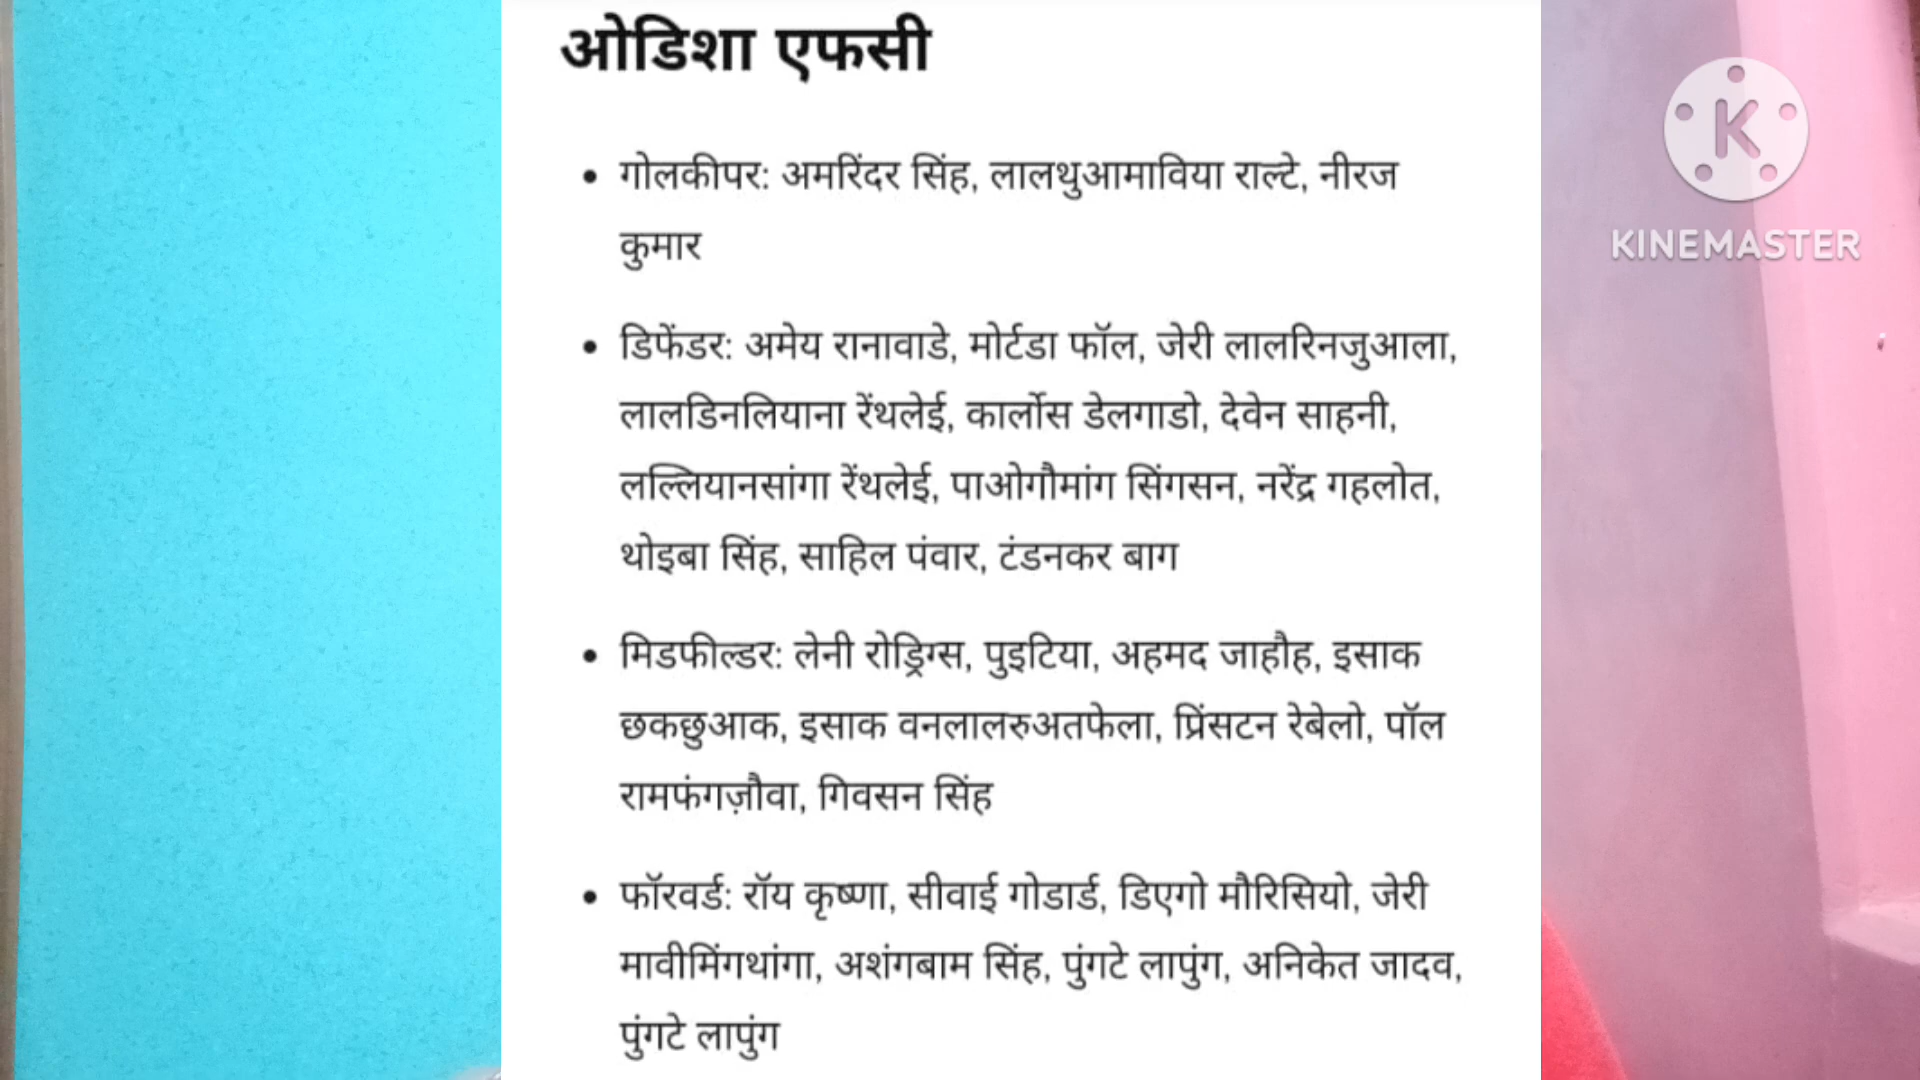 ओडिशा एफसी
• गोलकीपर: अमरिंदर सिंह, लालथुआमाविया राल्टे, नीरज
कुमार
• डिफेंडर: अमेय रानावाडे, मोर्टडा फॉल, जेरी लालरिनजुआला,
लालडिनलियाना रेंथलेई, कार्लोस डेलगाडो, देवेन साहनी,
लल्लियानसांगा रेंथलेई, पाओगौमांग सिंगसन, नरेंद्र गहलोत,
थोइबा सिंह, साहिल पंवार, टंडनकर बाग
• मिडफील्डर: लेनी रोड्रिग्स, पुइटिया, अहमद जाहौह, इसाक
छकछुआक, इसाक वनलालरुअतफेला, प्रिंसटन रेबेलो, पॉल
रामफंगज़ौवा, गिवसन सिंह
• फॉरवर्ड: रॉय कृष्णा, सीवाई गोडार्ड, डिएगो मौरिसियो, जेरी
मावीमिंगथांगा, अशंगबाम सिंह, पुंगटे लापुंग, अनिकेत जादव,
पुंगटे लापुंग
K
KINEMASTER